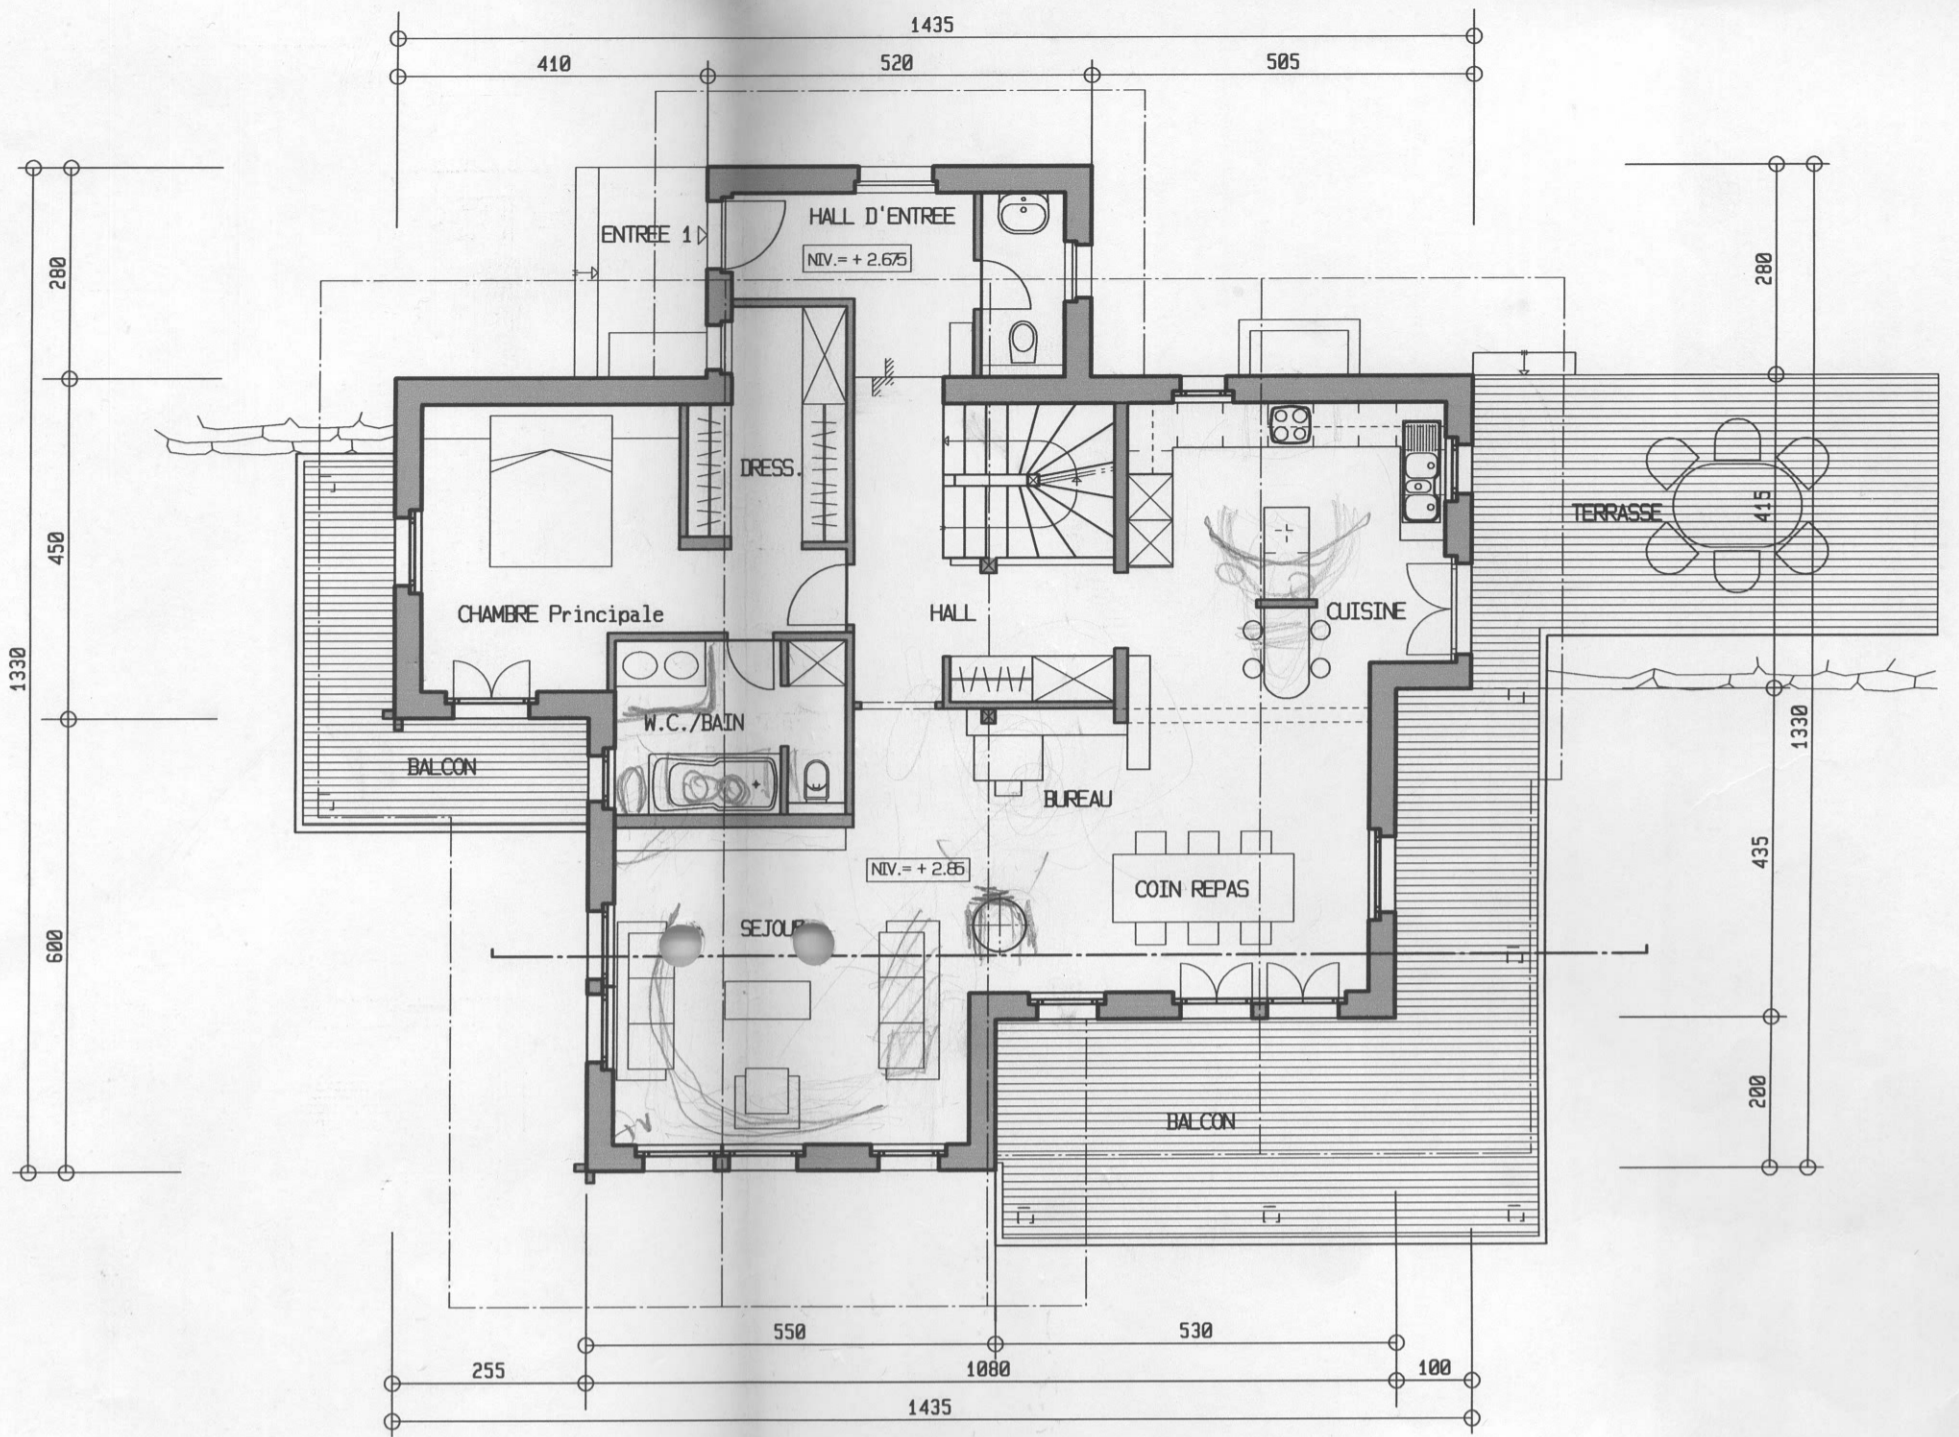 1435
410
520
505
HALL D'ENTREE
ENTREE 1
NIV.= + 2.675
280
280
DRESS.
415
TERRASSE
450
CHAMBRE Principale
HALL
CUISINE
1330
W.C./BAIN
1330
BALCON
BUREAU
435
NIV.= + 2.85
COIN REPAS
SEJOUR
600
200
TV
BALCON
550
530
255
1080
100
1435